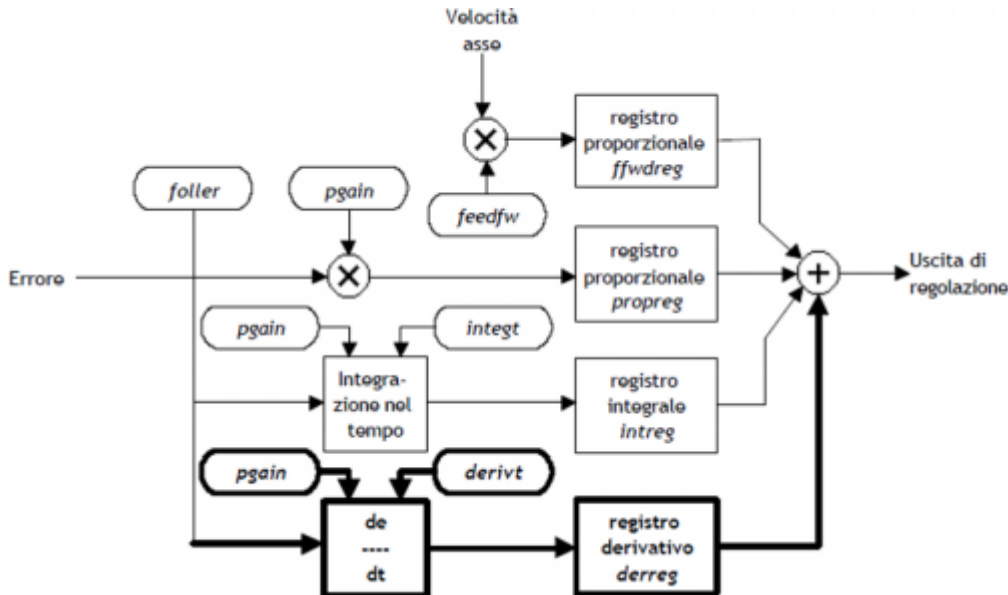 Velocità
asse
registro
proporzionale
ffwdreg
foller
pgain
feedfw
Errore
registro
proporzionale
propreg
Uscita di
regolazione
pgain
integt
Integra-
zione nel
tempo
registro
integrale
intreg
pgain
derivt
de
----
dt
registro
derivativo
derreg